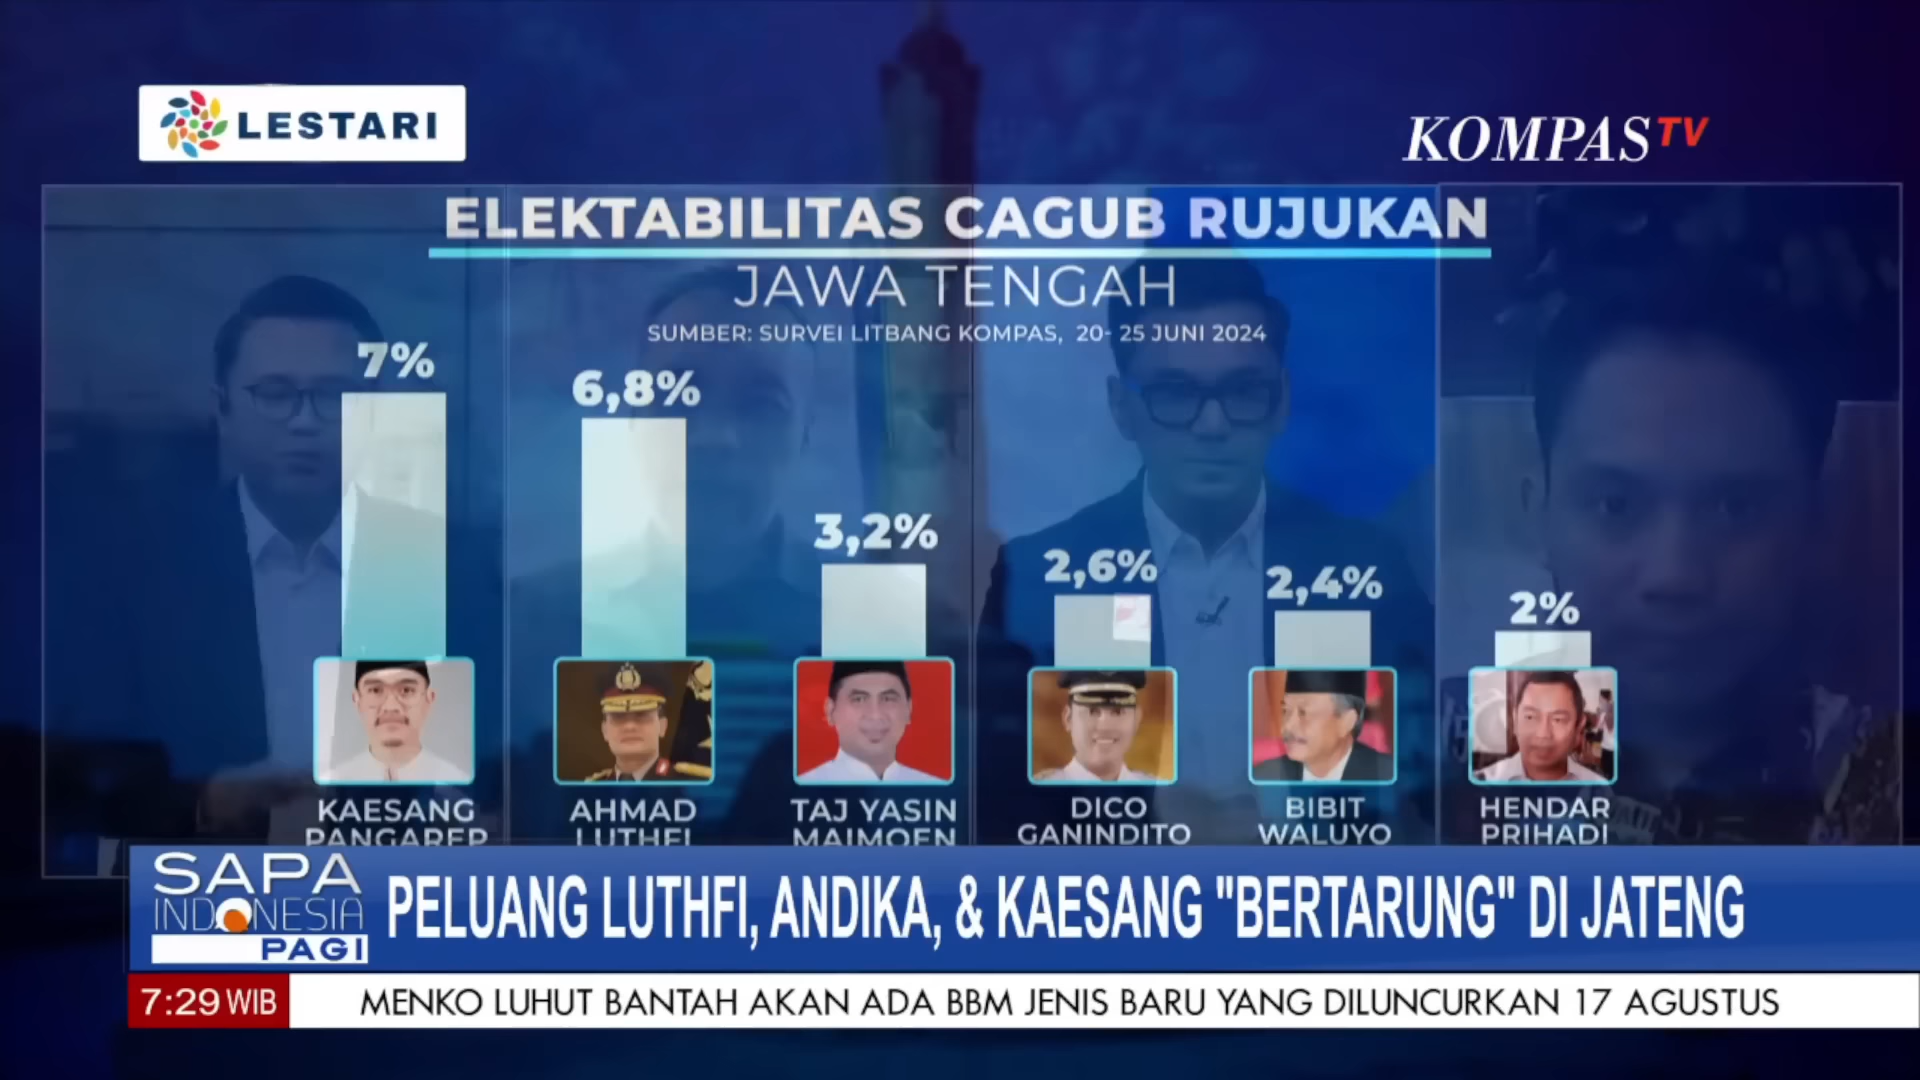 LESTARI
KOMPAS TV
ELEKTABILITAS CAGUB RUJUKAN
JAWA TENGAH
SUMBER: SURVEI LITBANG KOMPAS, 20- 25 JUNI 2024
7%
6,8%
3,2%
2,6%
2,4%
2%
KAESANG
PANGAREP
AHMAD
LUTHFI
TAJ YASIN
MAIMOEN
DICO
GANINDITO
BIBIT
WALUYO
HENDAR
PRIHADI
SAPA
INDONESIA
PAGI
PELUANG LUTHFI, ANDIKA, & KAESANG "BERTARUNG" DI JATENG
7:29 WIB
MENKO LUHUT BANTAH AKAN ADA BBM JENIS BARU YANG DILUNCURKAN 17 AGUSTUS